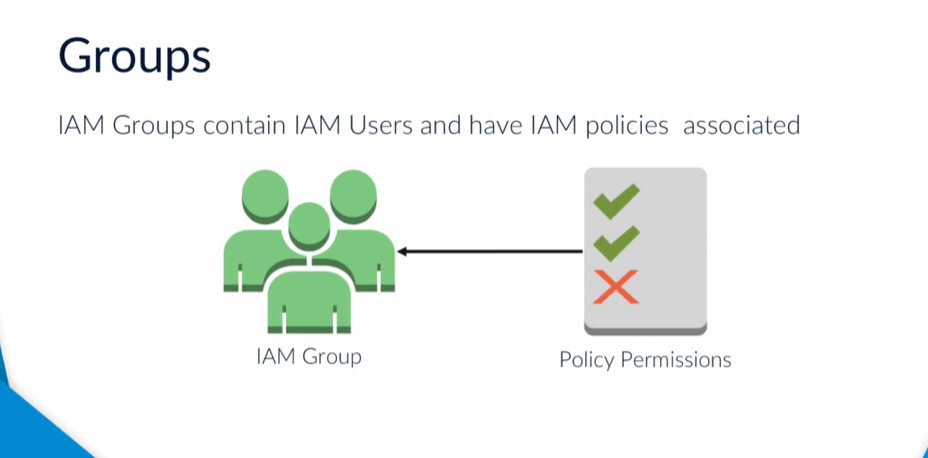 Groups
IAM Groups contain IAM Users and have IAM policies associated
IAM Group
Policy Permissions